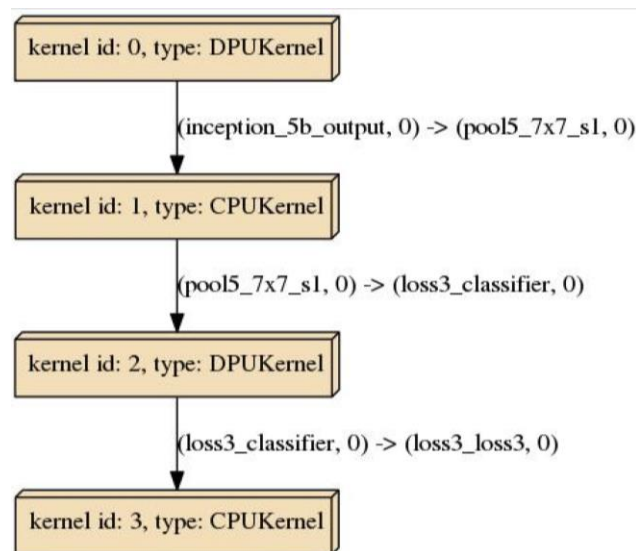 kernel id: 0, type: DPUKernel
(inception_5b_output, 0) -> (pool5_7x7_s1, 0)
kernel id: 1, type: CPUKernel
(pool5_7x7_s1, 0) -> (loss3_classifier, 0)
kernel id: 2, type: DPUKernel
(loss3_classifier, 0) -> (loss3_loss3, 0)
kernel id: 3, type: CPUKernel